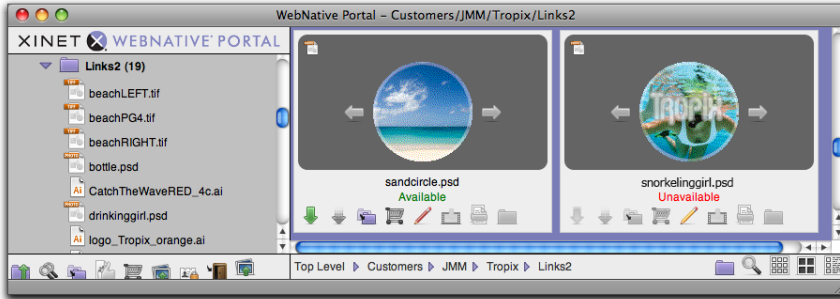 WebNative Portal – Customers/JMM/Tropix/Links2
XINET X WEBNATIVE PORTAL
Links2 (19)
beachLEFT.tif
beachPG4.tif
beachRIGHT.tif
bottle.psd
CatchTheWaveRED_4c.ai
drinkinggirl.psd
logo_Tropix_orange.ai
TROPIX
sandcircle.psd
Available
snorkelinggirl.psd
Unavailable
Top Level Customers JMM Tropix Links2